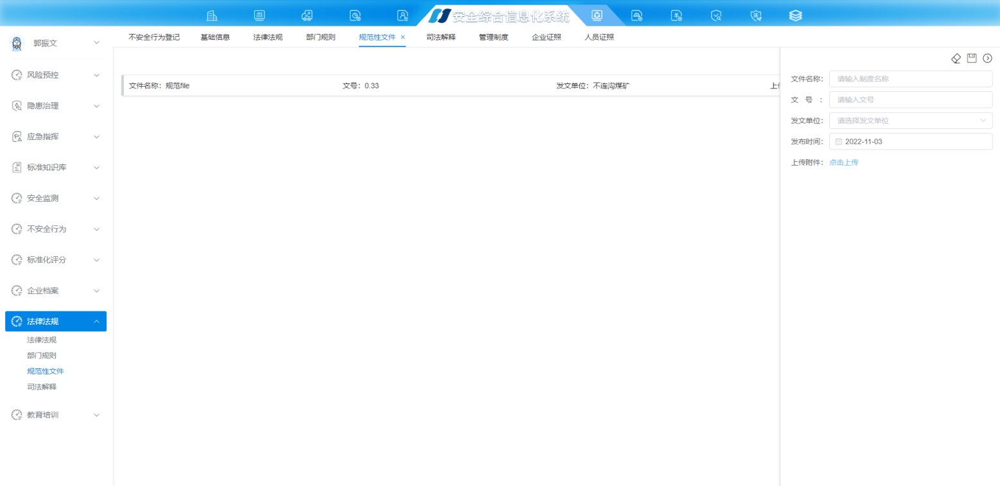 安全综合信息化系统
郭振文
不安全行为登记 基础信息 法律法规 部门规则 规范性文件 × 司法解释 管理制度 企业证照 人员证照
风险预控
隐患治理
应急指挥
标准知识库
安全监测
不安全行为
标准化评分
企业档案
法律法规
法律法规
部门规则
规范性文件
司法解释
教育培训
文件名称：规范file 文号：0.33 发文单位：不连沟煤矿 上
文件名称： 请输入制度名称
文 号 ： 请输入文号
发文单位： 请选择发文单位
发布时间： 2022-11-03
上传附件： 点击上传